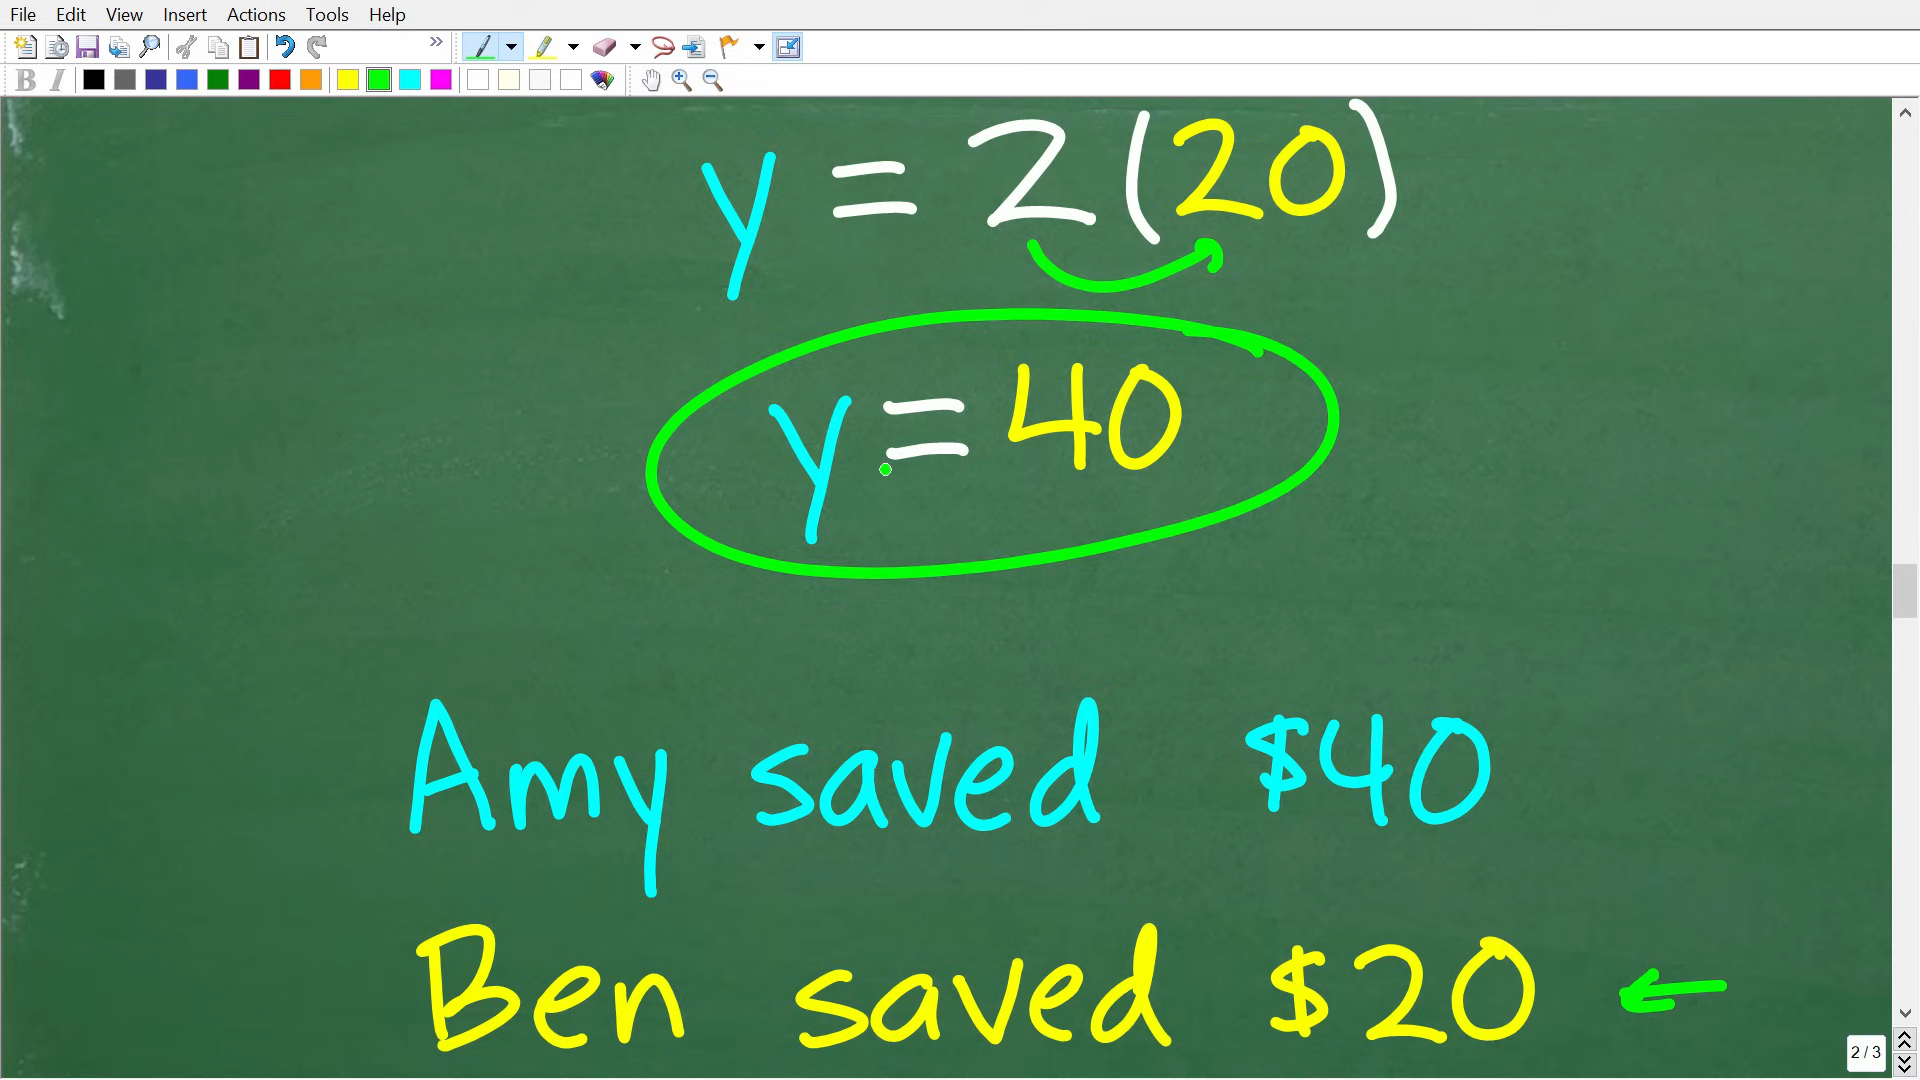 File Edit View Insert Actions Tools Help
B I
y = 2(20)
y = 40
Amy saved $40
Ben saved $20
2 / 3